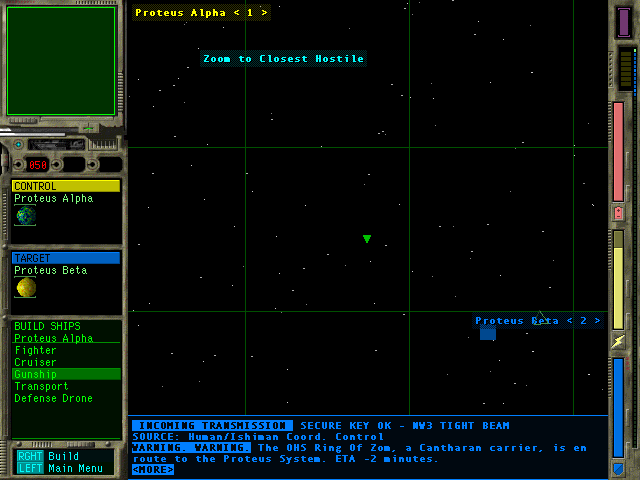 Proteus Alpha < 1 >
Zoom to Closest Hostile
050
CONTROL
Proteus Alpha
TARGET
Proteus Beta
Proteus Beta < 2 >
BUILD SHIPS
Proteus Alpha
Fighter
Cruiser
Gunship
Transport
Defense Drone
RGHT Build
LEFT Main Menu
INCOMING TRANSMISSION SECURE KEY OK - NW3 TIGHT BEAM
SOURCE: Human/Ishiman Coord. Control
WARNING. WARNING. The OHS Ring Of Zom, a Cantharan carrier, is en
route to the Proteus System. ETA ~2 minutes.
<MORE>